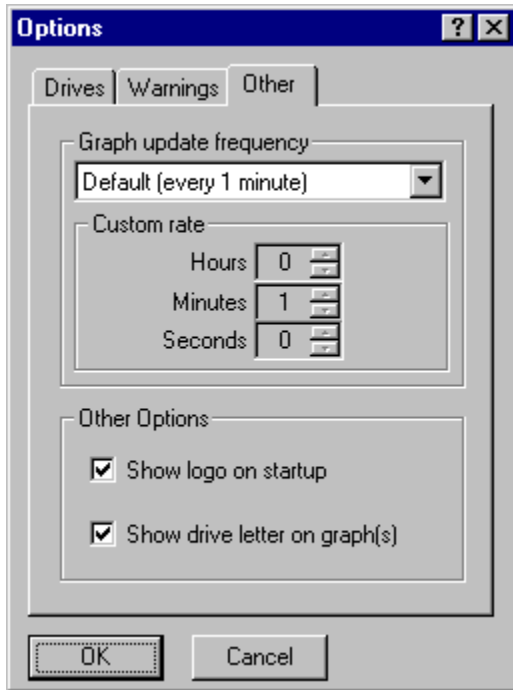 Options
Drives Warnings Other
Graph update frequency
Default (every 1 minute)
Custom rate
Hours 0
Minutes 1
Seconds 0
Other Options
Show logo on startup
Show drive letter on graph(s)
OK Cancel